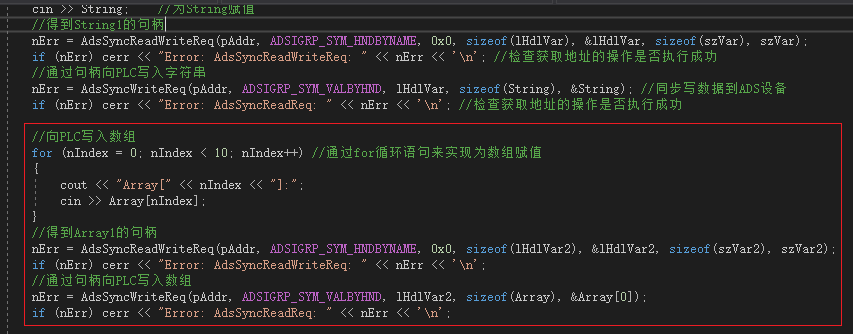 cin >> String;    //为String赋值
//得到String1的句柄
nErr = AdsSyncReadWriteReq(pAddr, ADSIGRP_SYM_HNDBYNAME, 0x0, sizeof(lHdlVar), &lHdlVar, sizeof(szVar), szVar);
if (nErr) cerr << "Error: AdsSyncReadWriteReq: " << nErr << '\n'; //检查获取地址的操作是否执行成功
//通过句柄向PLC写入字符串
nErr = AdsSyncWriteReq(pAddr, ADSIGRP_SYM_VALBYHND, lHdlVar, sizeof(String), &String); //同步写数据到ADS设备
if (nErr) cerr << "Error: AdsSyncReadReq: " << nErr << '\n'; //检查获取地址的操作是否执行成功
//向PLC写入数组
for (nIndex = 0; nIndex < 10; nIndex++) //通过for循环语句来实现为数组赋值
{
cout << "Array[" << nIndex << "]:";
cin >> Array[nIndex];
}
//得到Array1的句柄
nErr = AdsSyncReadWriteReq(pAddr, ADSIGRP_SYM_HNDBYNAME, 0x0, sizeof(lHdlVar2), &lHdlVar2, sizeof(szVar2), szVar2);
if (nErr) cerr << "Error: AdsSyncReadWriteReq: " << nErr << '\n';
//通过句柄向PLC写入数组
nErr = AdsSyncWriteReq(pAddr, ADSIGRP_SYM_VALBYHND, lHdlVar2, sizeof(Array), &Array[0]);
if (nErr) cerr << "Error: AdsSyncReadReq: " << nErr << '\n';